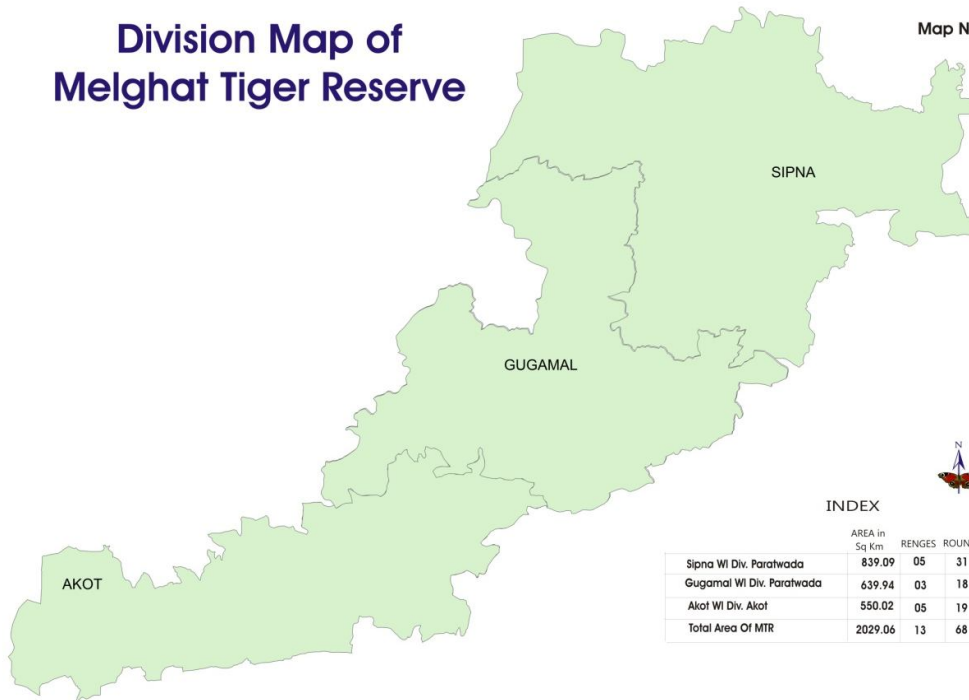 Division Map of
Melghat Tiger Reserve
Map N
SIPNA
GUGAMAL
AKOT
N
INDEX
AREA in Sq Km RENGES ROUN
Sipna Wl Div. Paratwada 839.09 05 31
Gugamal Wl Div. Paratwada 639.94 03 18
Akot Wl Div. Akot 550.02 05 19
Total Area Of MTR 2029.06 13 68